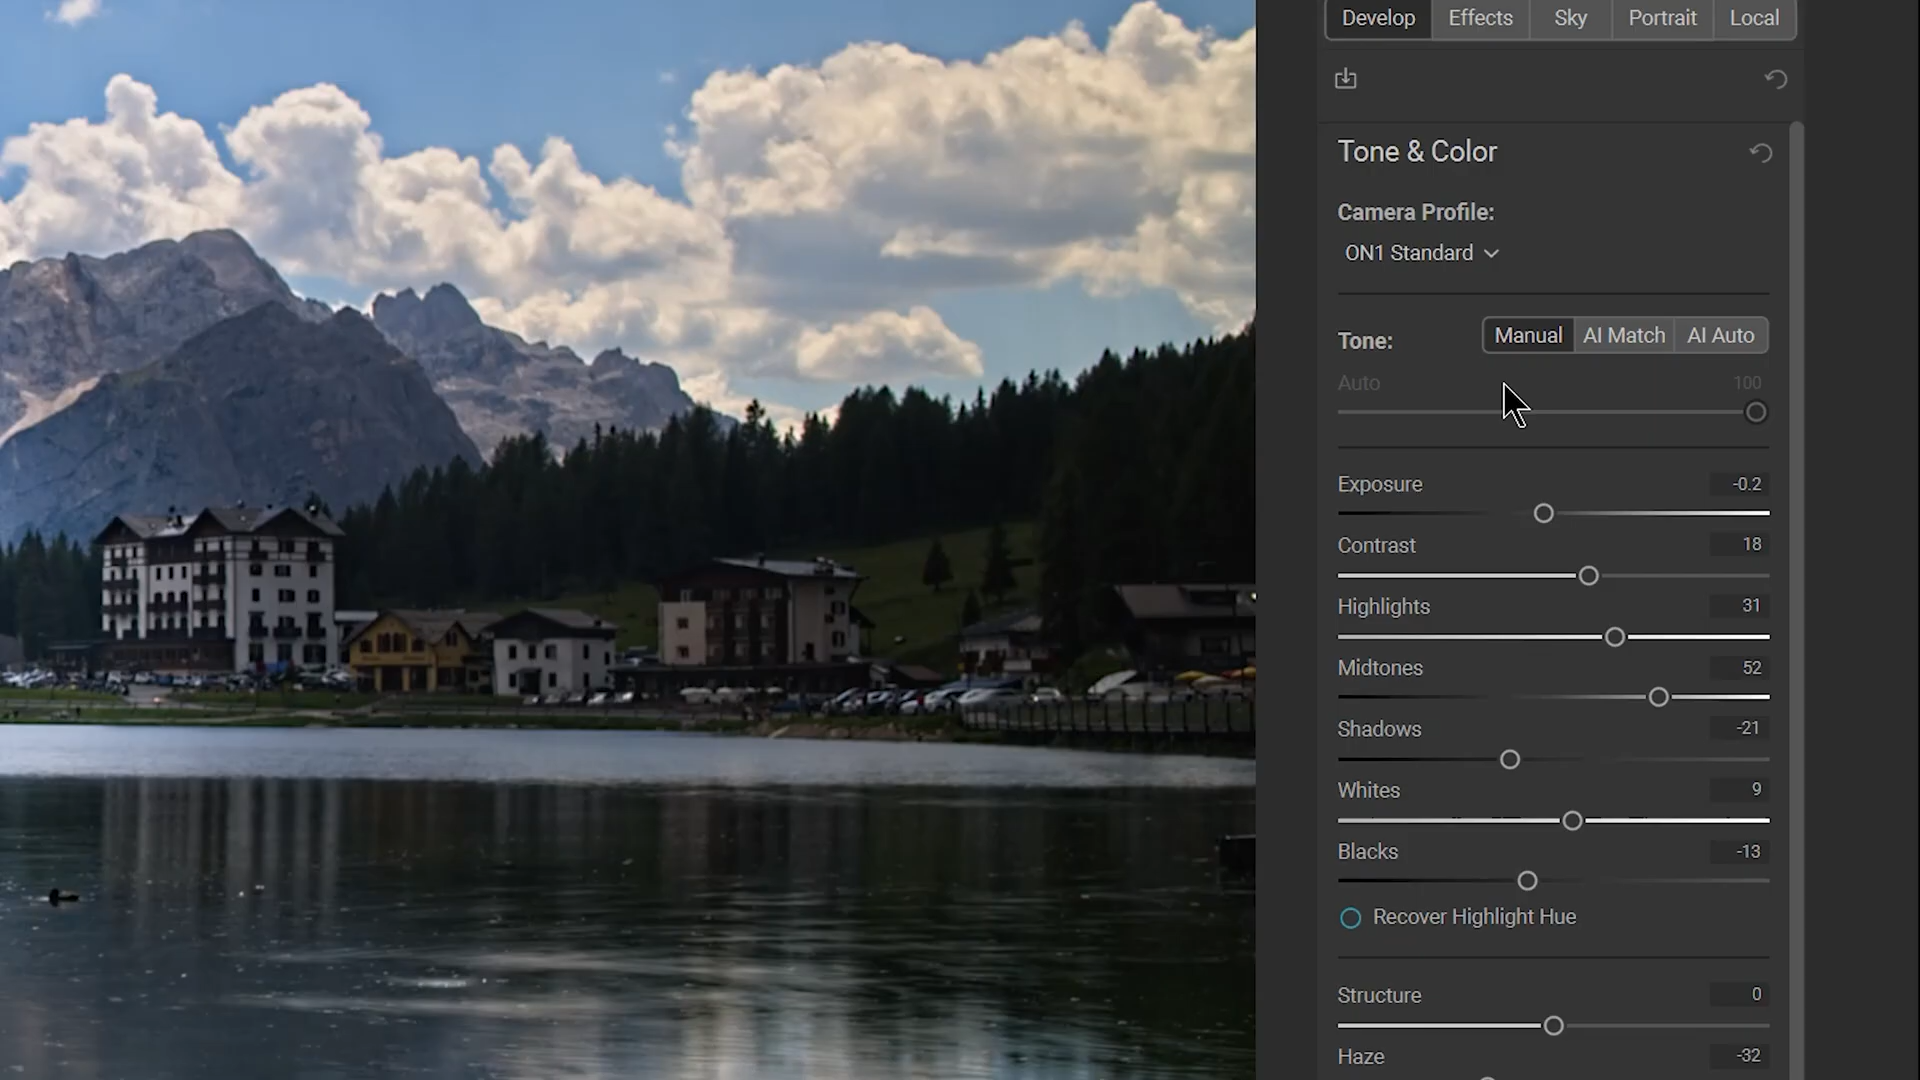 Develop Effects Sky Portrait Local
Tone & Color
Camera Profile:
ON1 Standard
Tone: Manual AI Match AI Auto
Auto 100
Exposure -0.2
Contrast 18
Highlights 31
Midtones 52
Shadows -21
Whites 9
Blacks -13
Recover Highlight Hue
Structure 0
Haze -32